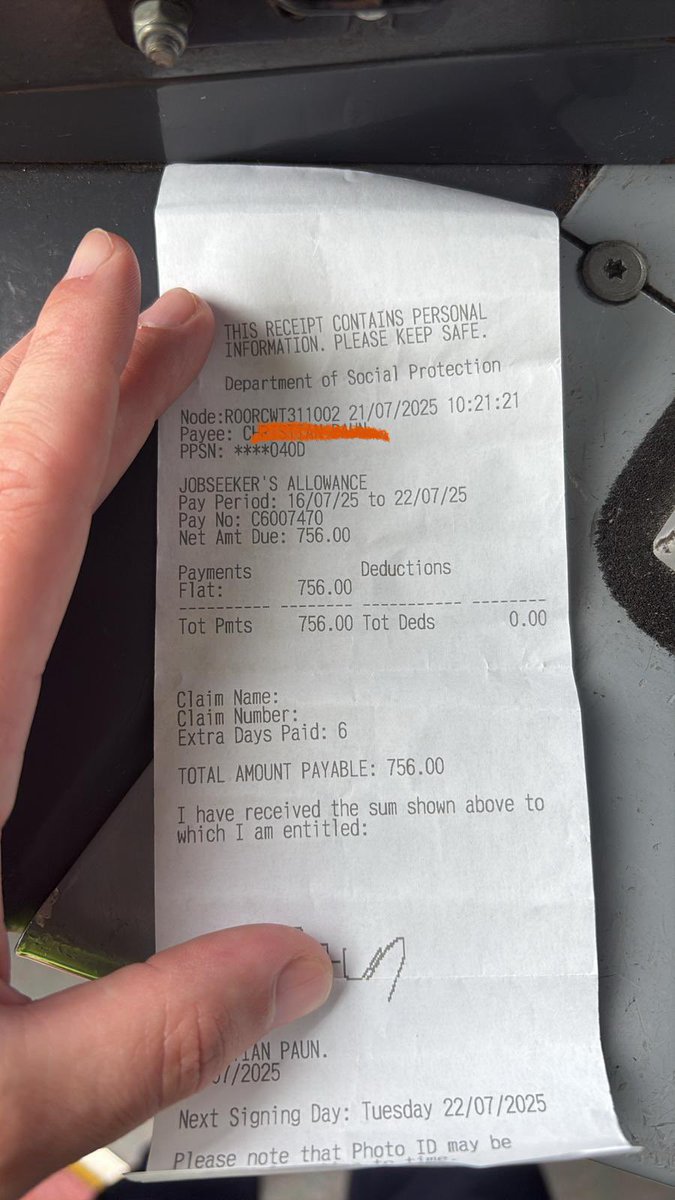 THIS RECEIPT CONTAINS PERSONAL
INFORMATION. PLEASE KEEP SAFE.
Department of Social Protection
Node:ROORCWT311002 21/07/2025 10:21:21
Payee:
PPSN: ****040D
JOBSEEKER'S ALLOWANCE
Pay Period: 16/07/25 to 22/07/25
Pay No: C6007470
Net Amt Due: 756.00
Payments Deductions
Flat: 756.00
Tot Pmts 756.00 Tot Deds 0.00
Claim Name:
Claim Number:
Extra Days Paid: 6
TOTAL AMOUNT PAYABLE: 756.00
I have received the sum shown above to
which I am entitled:
PAUN.
/2025
Next Signing Day: Tuesday 22/07/2025
Please note that Photo ID may be